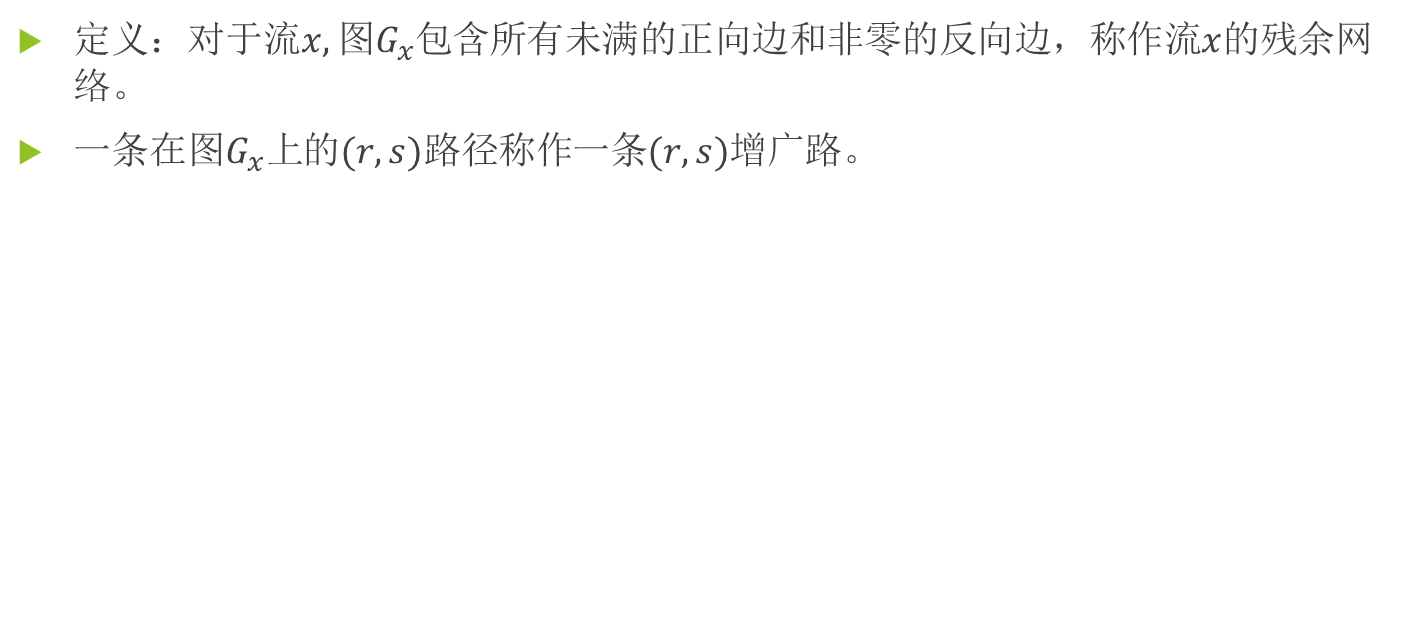 定义：对于流x, 图Gₓ包含所有未满的正向边和非零的反向边，称作流x的残余网
络。
一条在图Gₓ上的(r, s)路径称作一条(r, s)增广路。